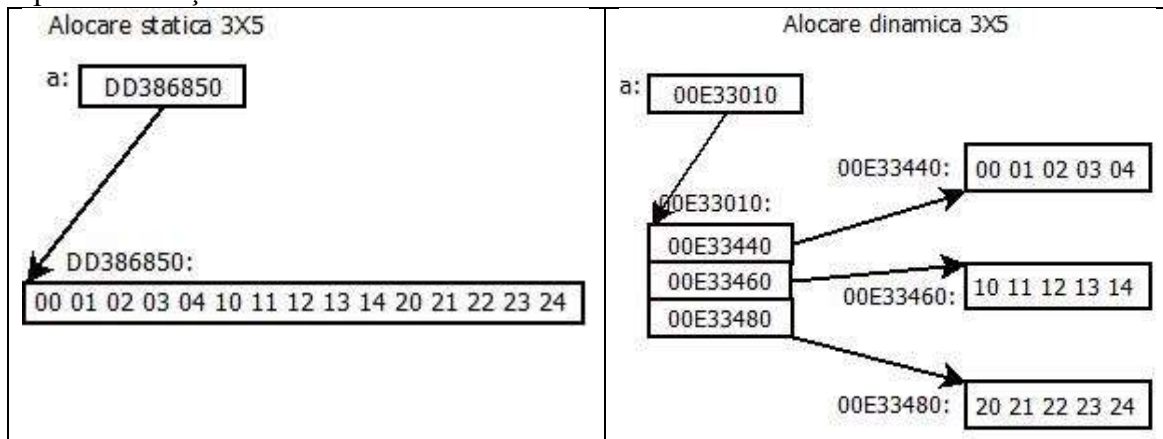 Alocare statica 3X5
a: DD386850
DD386850:
00 01 02 03 04 10 11 12 13 14 20 21 22 23 24
Alocare dinamica 3X5
a: 00E33010
00E33010:
00E33440
00E33460
00E33480
00E33440: 00 01 02 03 04
00E33460: 10 11 12 13 14
00E33480: 20 21 22 23 24